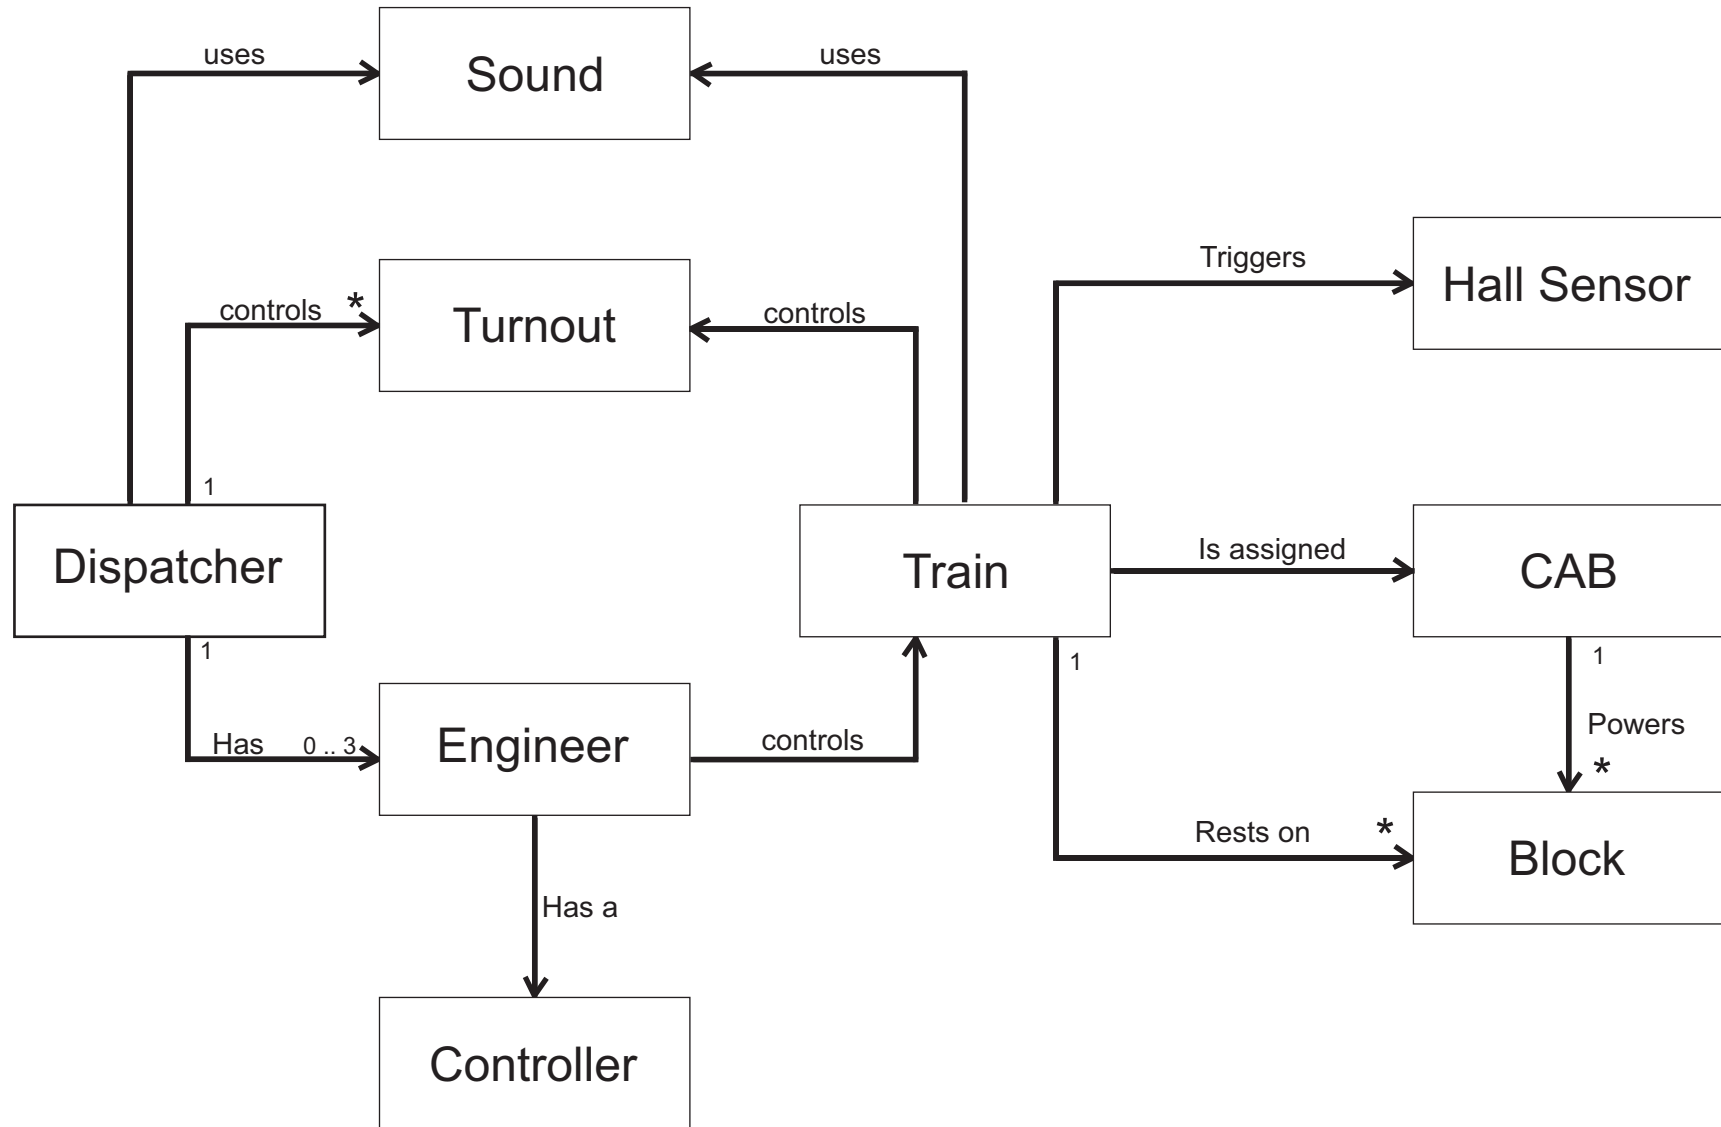 uses
Sound
uses
Triggers
Hall Sensor
controls *
Turnout
controls
1
Dispatcher
Train
Is assigned
CAB
1
1
1
Has 0 .. 3
Engineer
controls
Powers
*
Rests on *
Block
Has a
Controller